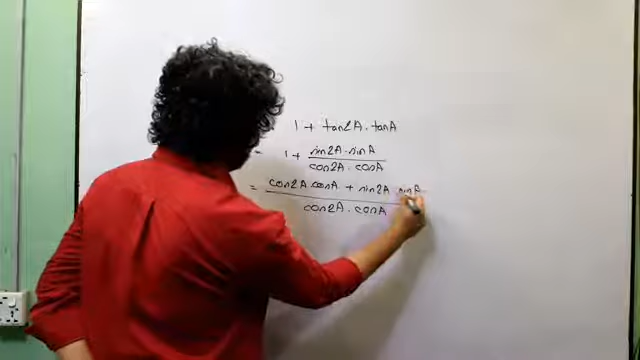 1 + tan2A . tanA
= 1 + sin2A . sinA / cos2A . cosA
= cos2A . cosA + sin2A . sinA / cos2A . cosA